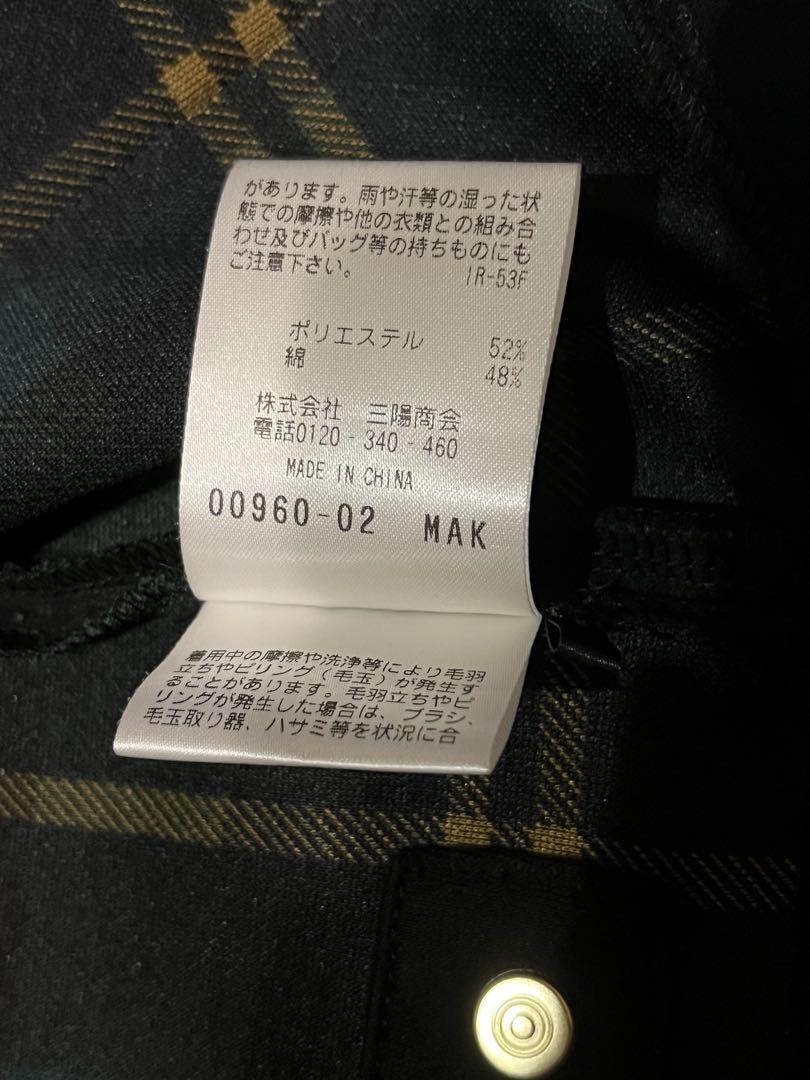 があります。雨や汗等の湿った状
態での摩擦や他の衣類との組み合
わせ及びバッグ等の持ちものにも
ご注意下さい。 IR-53F
ポリエステル 52%
綿 48%
株式会社 三陽商会
電話0120-340-460
MADE IN CHINA
00960-02 MAK
着用中の摩擦や洗浄等により毛羽
立ちやピリング(毛玉)が発生す
ることがあります。毛羽立ちやピ
リングが発生した場合は、ブラシ、
毛玉取り器、ハサミ等を状況に合